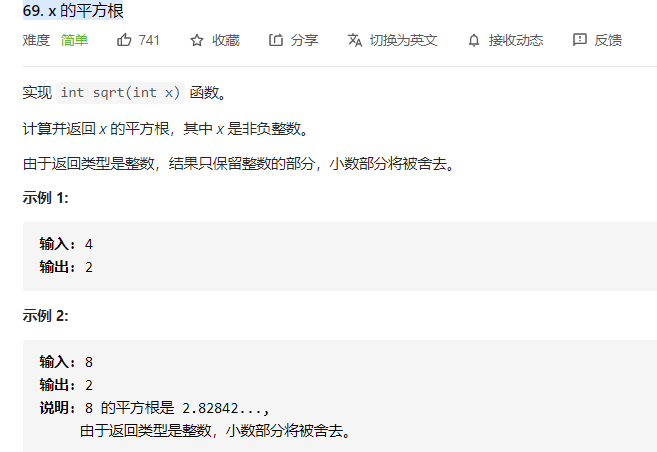 69. x 的平方根
难度 简单 741 收藏 分享 切换为英文 接收动态 反馈
实现 int sqrt(int x) 函数。
计算并返回 x 的平方根，其中 x 是非负整数。
由于返回类型是整数，结果只保留整数的部分，小数部分将被舍去。
示例 1:
输入: 4
输出: 2
示例 2:
输入: 8
输出: 2
说明: 8 的平方根是 2.82842...,
由于返回类型是整数，小数部分将被舍去。